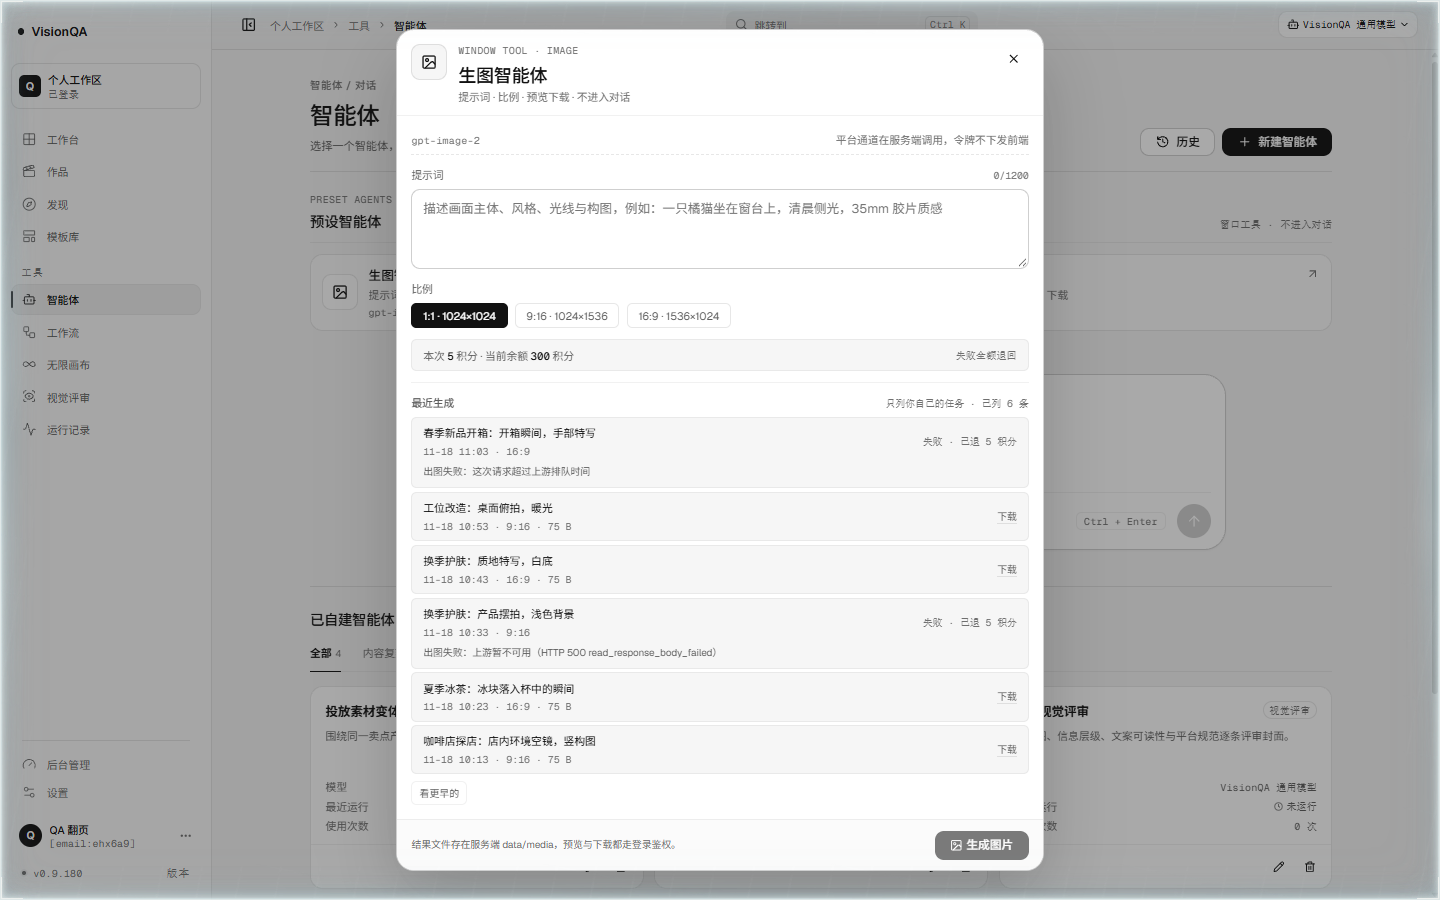 VisionQA
个人工作区
已登录
工作台
作品
发现
模板库
工具
智能体
工作流
无限画布
视觉评审
运行记录
后台管理
设置
QA 翻页
[email:ehx6a9]
v0.9.180
版本
个人工作区 › 工具 › 智能体
跳转到
Ctrl K
VisionQA 通用模型
智能体 / 对话
智能体
选择一个智能体,
历史
新建智能体
PRESET AGENTS
预设智能体
窗口工具 · 不进入对话
生图
提示词
gpt-i
下载
Ctrl + Enter
已自建智能体
全部 4
内容复
投放素材变体
围绕同一卖点产
模型
最近运行
使用次数
视觉评审
视觉评审
、信息层级、文案可读性与平台规范逐条评审封面。
VisionQA 通用模型
未运行
0 次
WINDOW TOOL · IMAGE
生图智能体
提示词 · 比例 · 预览下载 · 不进入对话
gpt-image-2
平台通道在服务端调用，令牌不下发前端
提示词
0/1200
描述画面主体、风格、光线与构图，例如：一只橘猫坐在窗台上，清晨侧光，35mm 胶片质感
比例
1:1 · 1024×1024
9:16 · 1024×1536
16:9 · 1536×1024
本次 5 积分 · 当前余额 300 积分
失败全额退回
最近生成
只列你自己的任务 · 已列 6 条
春季新品开箱：开箱瞬间，手部特写
11-18 11:03 · 16:9
出图失败：这次请求超过上游排队时间
失败 · 已退 5 积分
工位改造：桌面俯拍，暖光
11-18 10:53 · 9:16 · 75 B
下载
换季护肤：质地特写，白底
11-18 10:43 · 16:9 · 75 B
下载
换季护肤：产品摆拍，浅色背景
11-18 10:33 · 9:16
出图失败：上游暂不可用（HTTP 500 read_response_body_failed）
失败 · 已退 5 积分
夏季冰茶：冰块落入杯中的瞬间
11-18 10:23 · 16:9 · 75 B
下载
咖啡店探店：店内环境空镜，竖构图
11-18 10:13 · 9:16 · 75 B
下载
看更早的
结果文件存在服务端 data/media，预览与下载都走登录鉴权。
生成图片